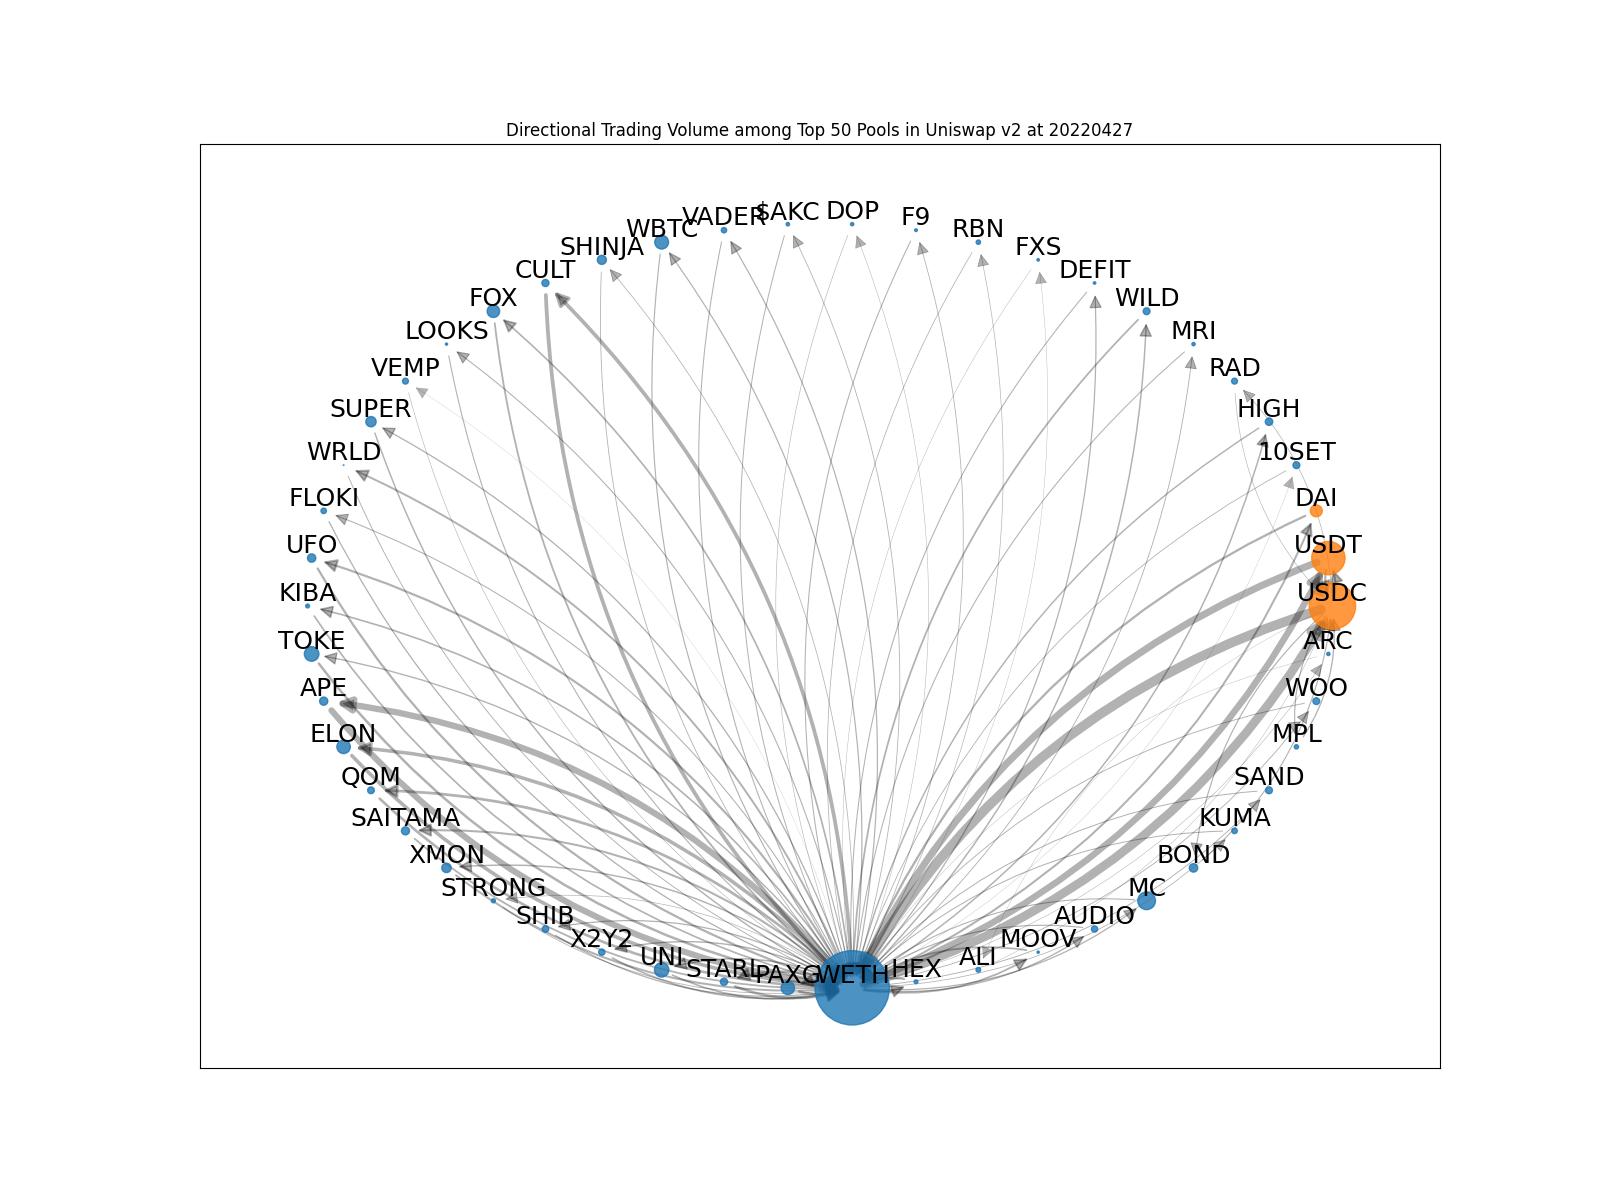 Directional Trading Volume among Top 50 Pools in Uniswap v2 at 20220427
$AKC
DOP
F9
VADER
WBTC
RBN
SHINJA
FXS
CULT
DEFIT
FOX
WILD
LOOKS
MRI
VEMP
RAD
SUPER
HIGH
WRLD
10SET
FLOKI
DAI
UFO
USDT
KIBA
USDC
TOKE
ARC
APE
WOO
ELON
MPL
QOM
SAND
SAITAMA
KUMA
XMON
BOND
STRONG
MC
SHIB
AUDIO
X2Y2
MOOV
UNI
ALI
STARL
HEX
PAXG
WETH